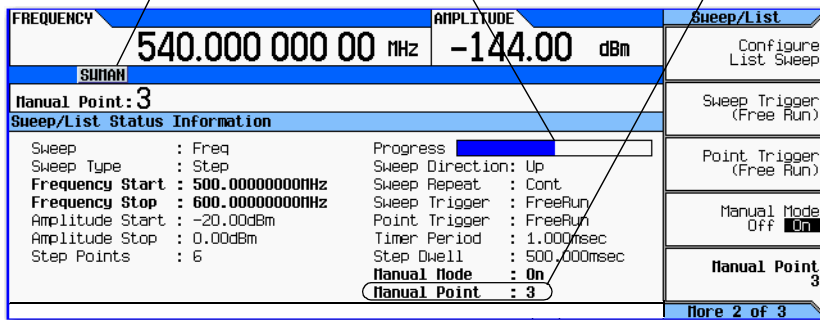 FREQUENCY
540.000 000 00 MHz
AMPLITUDE
-144.00 dBm
SWMAN
Manual Point: 3
Sweep/List Status Information
Sweep : Freq
Sweep Type : Step
Frequency Start : 500.00000000MHz
Frequency Stop : 600.00000000MHz
Amplitude Start : -20.00dBm
Amplitude Stop : 0.00dBm
Step Points : 6
Progress
Sweep Direction: Up
Sweep Repeat : Cont
Sweep Trigger : FreeRun
Point Trigger : FreeRun
Timer Period : 1.000msec
Step Dwell : 500.000msec
Manual Mode : On
Manual Point : 3
Sweep/List
Configure
List Sweep
Sweep Trigger
(Free Run)
Point Trigger
(Free Run)
Manual Mode
Off On
Manual Point
3
More 2 of 3